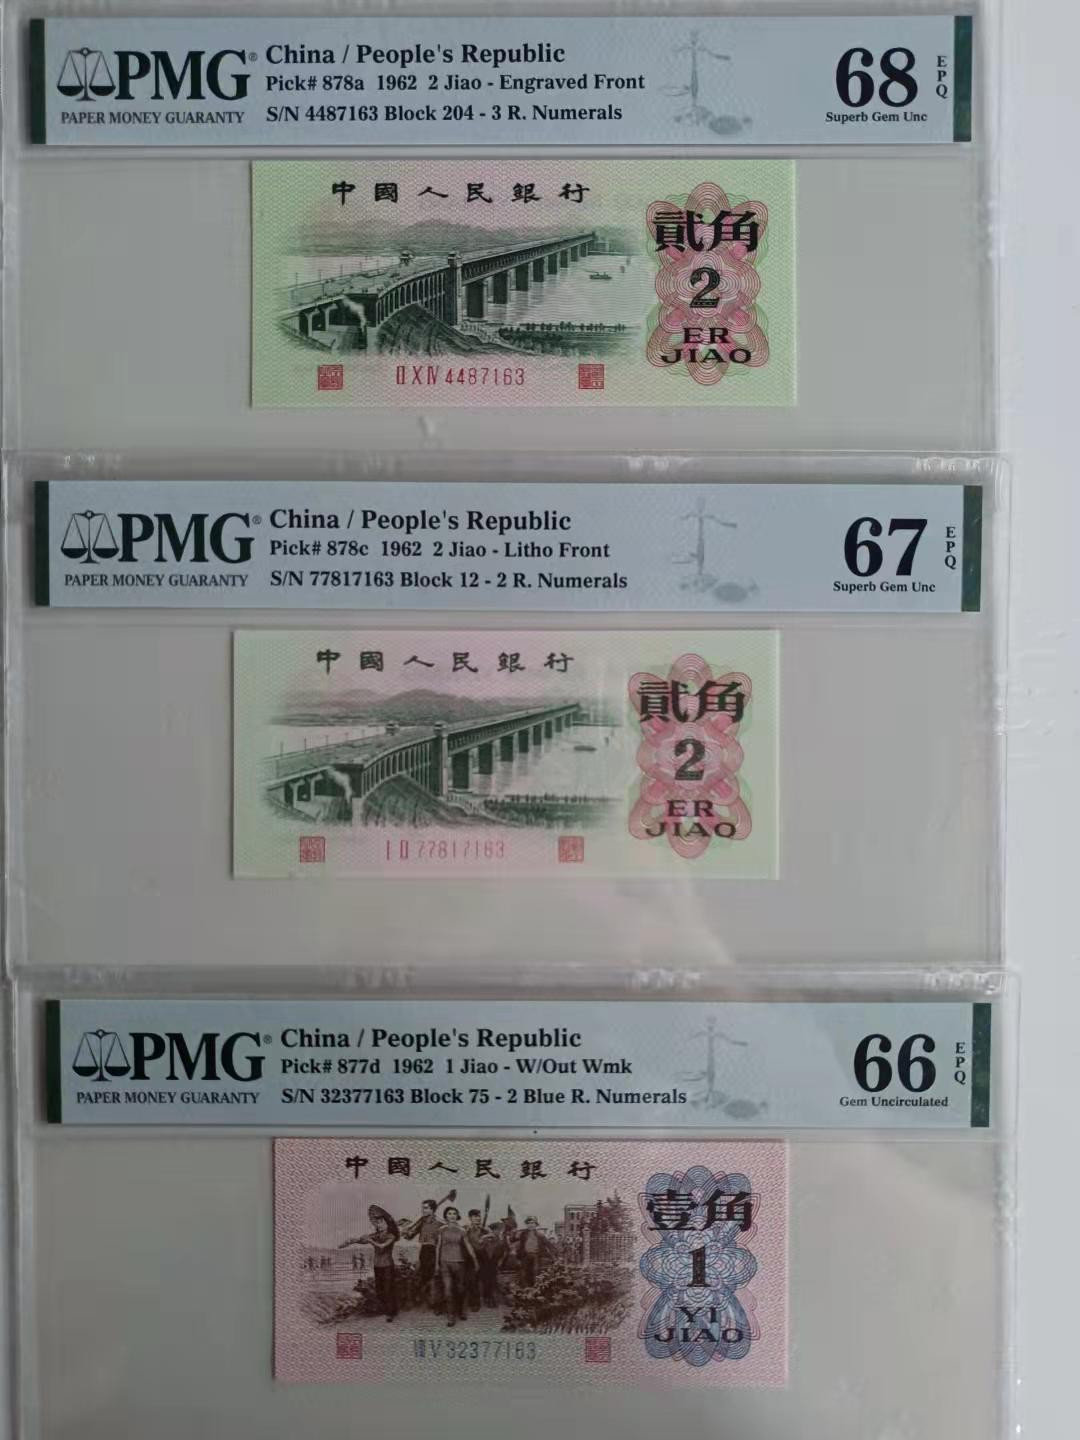 PMG®
PAPER MONEY GUARANTY
China / People's Republic
Pick# 878a 1962 2 Jiao - Engraved Front
S/N 4487163 Block 204 - 3 R. Numerals
68
EPQ
Superb Gem Unc
中國人民銀行
貳角
2
ER
JIAO
II X IV 4487163
PMG®
PAPER MONEY GUARANTY
China / People's Republic
Pick# 878c 1962 2 Jiao - Litho Front
S/N 77817163 Block 12 - 2 R. Numerals
67
EPQ
Superb Gem Unc
中國人民銀行
貳角
2
ER
JIAO
I II 77817163
PMG®
PAPER MONEY GUARANTY
China / People's Republic
Pick# 877d 1962 1 Jiao - W/Out Wmk
S/N 32377163 Block 75 - 2 Blue R. Numerals
66
EPQ
Gem Uncirculated
中國人民銀行
壹角
1
YI
JIAO
V 32377163